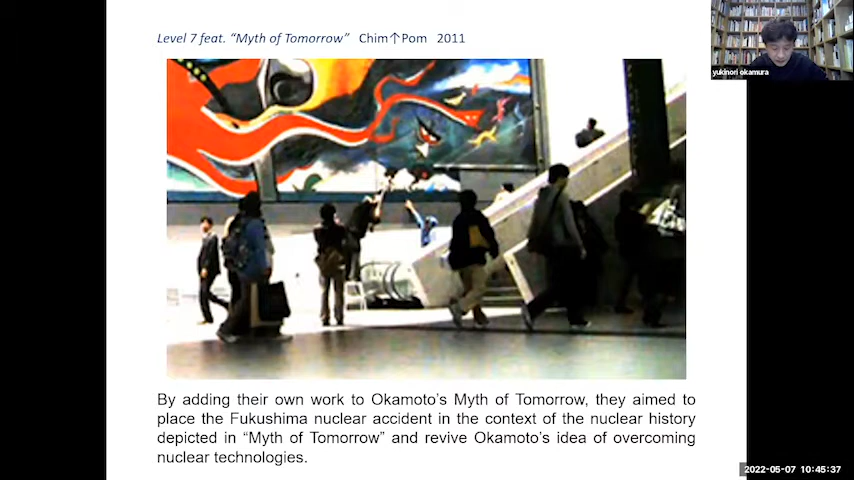 Level 7 feat. “Myth of Tomorrow” Chim↑Pom 2011
yukinori okamura
By adding their own work to Okamoto’s Myth of Tomorrow, they aimed to
place the Fukushima nuclear accident in the context of the nuclear history
depicted in “Myth of Tomorrow” and revive Okamoto’s idea of overcoming
nuclear technologies.
2022-05-07 10:45:37